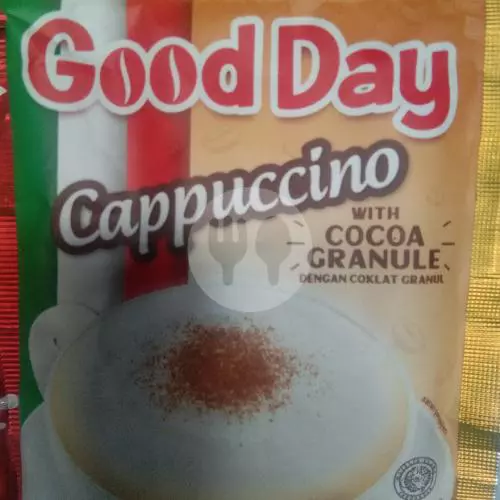 Good Day
Cappuccino
WITH
COCOA
GRANULE
DENGAN COKLAT GRANUL